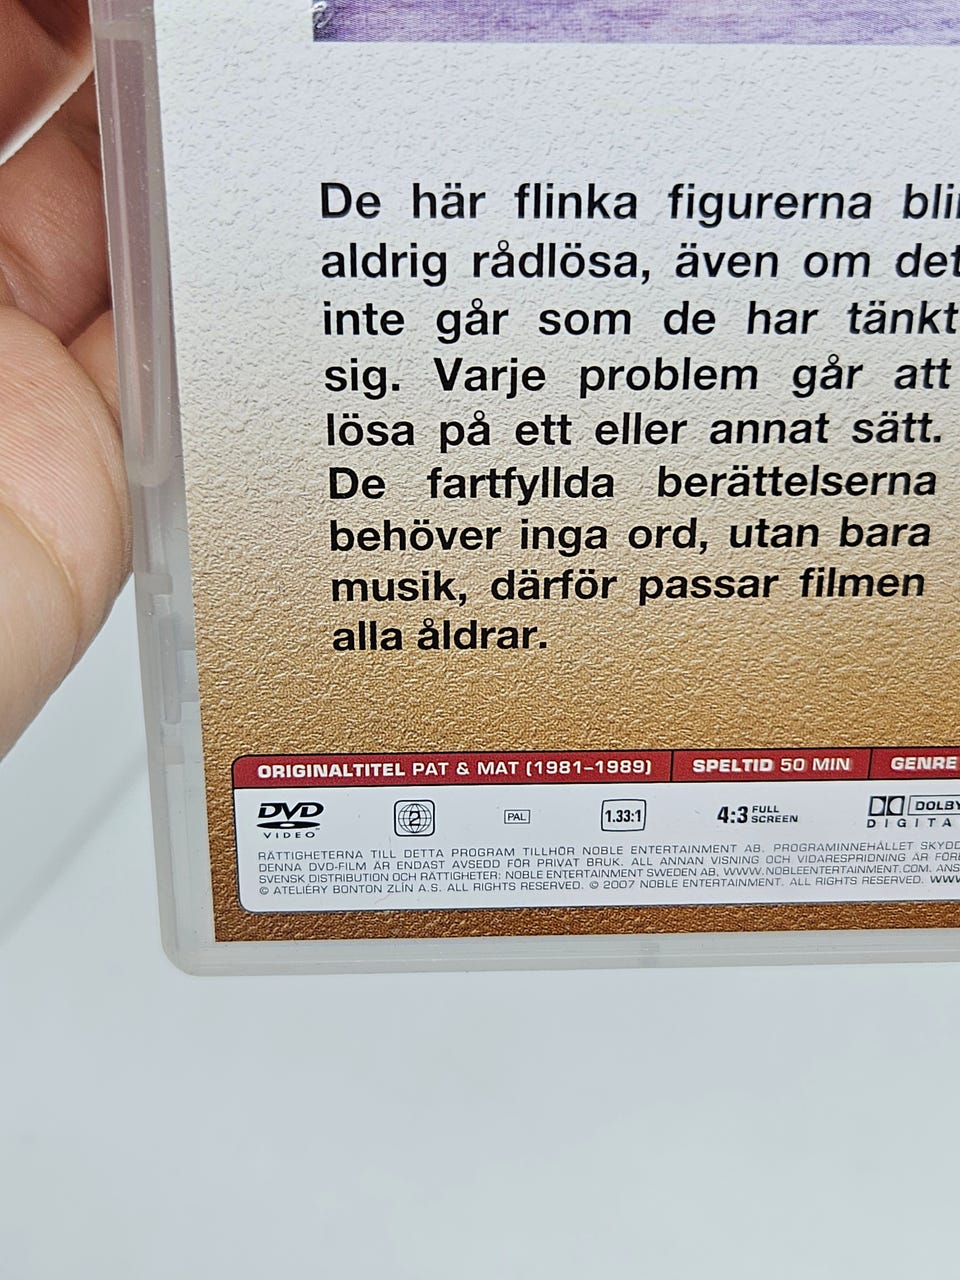 De här flinka figurerna
aldrig rådlösa, även om det
inte går som de har tänkt
sig. Varje problem går att
lösa på ett eller annat sätt.
De fartfyllda berättelserna
behöver inga ord, utan bara
musik, därför passar filmen
alla åldrar.
ORIGINALTITEL PAT & MAT (1981–1989) SPELTID 50 MIN GENRE
DVD VIDEO 2 PAL 1.33:1 4:3 FULL SCREEN DOLBY DIGITA
RÄTTIGHETERNA TILL DETTA PROGRAM TILLHÖR NOBLE ENTERTAINMENT AB. PROGRAMINNEHÅLLET
DENNA DVD-FILM ÄR ENDAST AVSEDD FÖR PRIVAT BRUK. ALL ANNAN VISNING OCH VIDARESPRIDNING ÄR
SVENSK DISTRIBUTION OCH RÄTTIGHETER: NOBLE ENTERTAINMENT SWEDEN AB, WWW.NOBLEENTERTAINMENT.COM.
© ATELIÉRY BONTON ZLÍN A.S. ALL RIGHTS RESERVED. © 2007 NOBLE ENTERTAINMENT. ALL RIGHTS RESERVED.